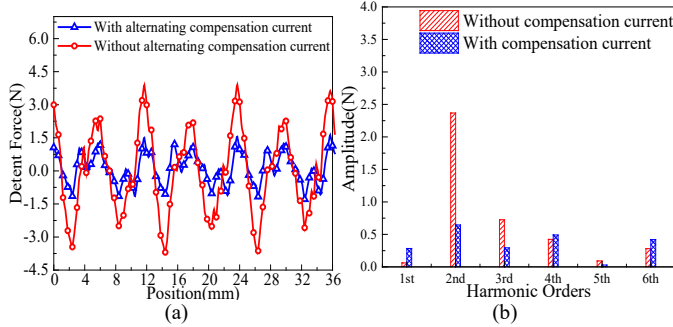 (a)
6.0
With alternating compensation current
Without alternating compensation current
4.5
3.0
1.5
0.0
-1.5
-3.0
-4.5
Detent Force(N)
0 4 8 12 16 20 24 28 32 36
Position(mm)
(a)
(b)
4.0
Without compensation current
With compensation current
3.5
3.0
2.5
2.0
1.5
1.0
0.5
0.0
Amplitude(N)
1st 2nd 3rd 4th 5th 6th
Harmonic Orders
(b)